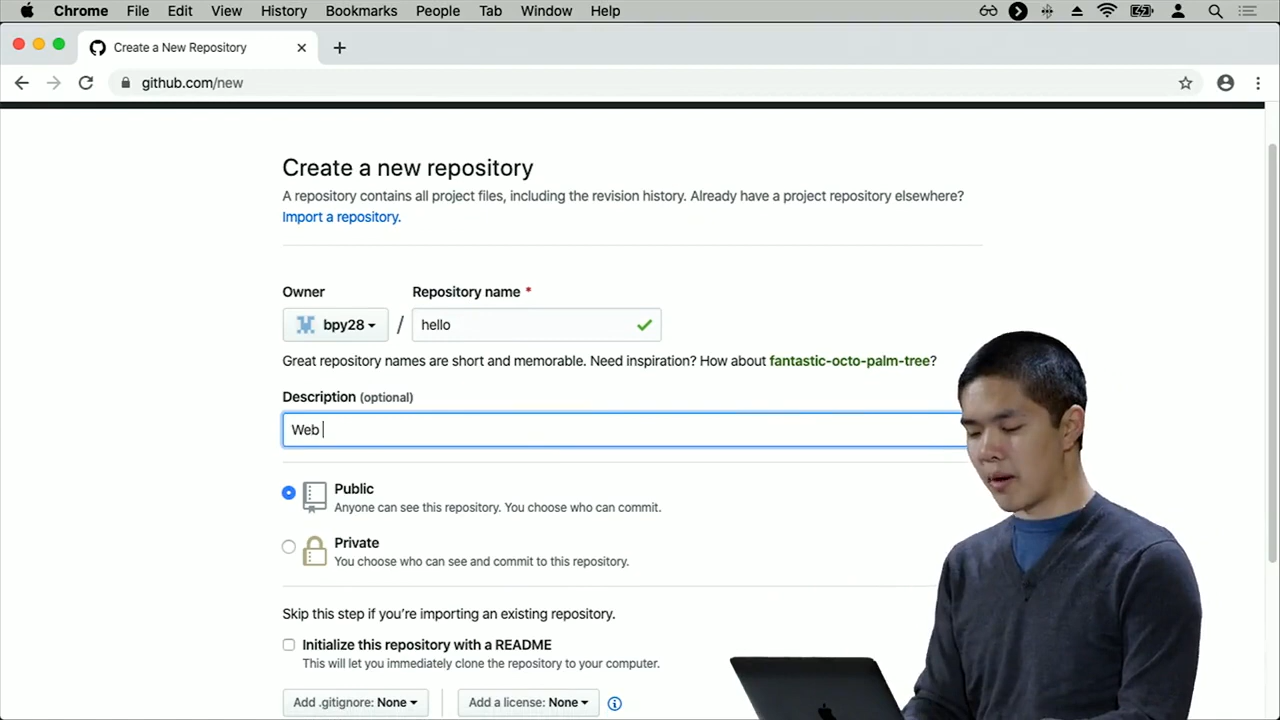 Chrome File Edit View History Bookmarks People Tab Window Help
Create a New Repository
github.com/new
Create a new repository
A repository contains all project files, including the revision history. Already have a project repository elsewhere?
Import a repository.
Owner Repository name *
bpy28 / hello
Great repository names are short and memorable. Need inspiration? How about fantastic-octo-palm-tree?
Description (optional)
Web
Public
Anyone can see this repository. You choose who can commit.
Private
You choose who can see and commit to this repository.
Skip this step if you’re importing an existing repository.
Initialize this repository with a README
This will let you immediately clone the repository to your computer.
Add .gitignore: None Add a license: None